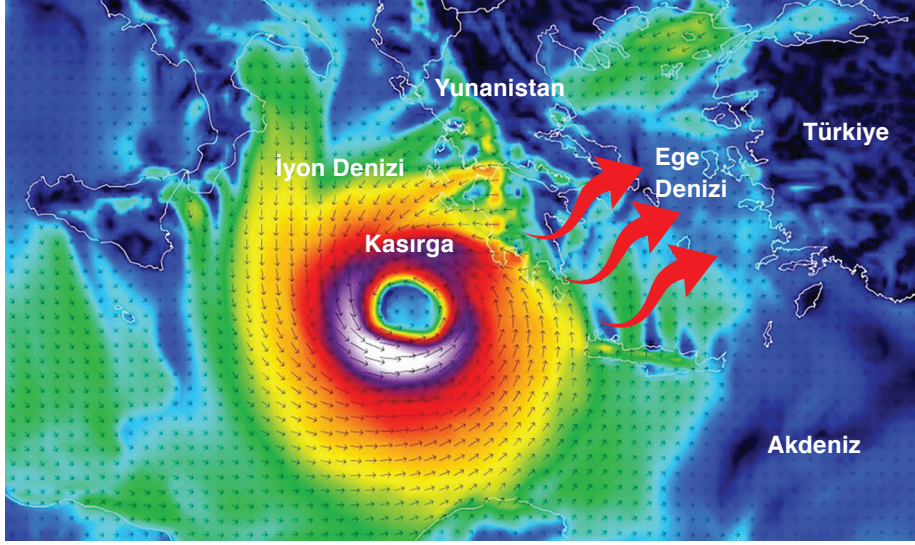 Yunanistan
Türkiye
Ege
Denizi
İyon Denizi
Kasırga
Akdeniz